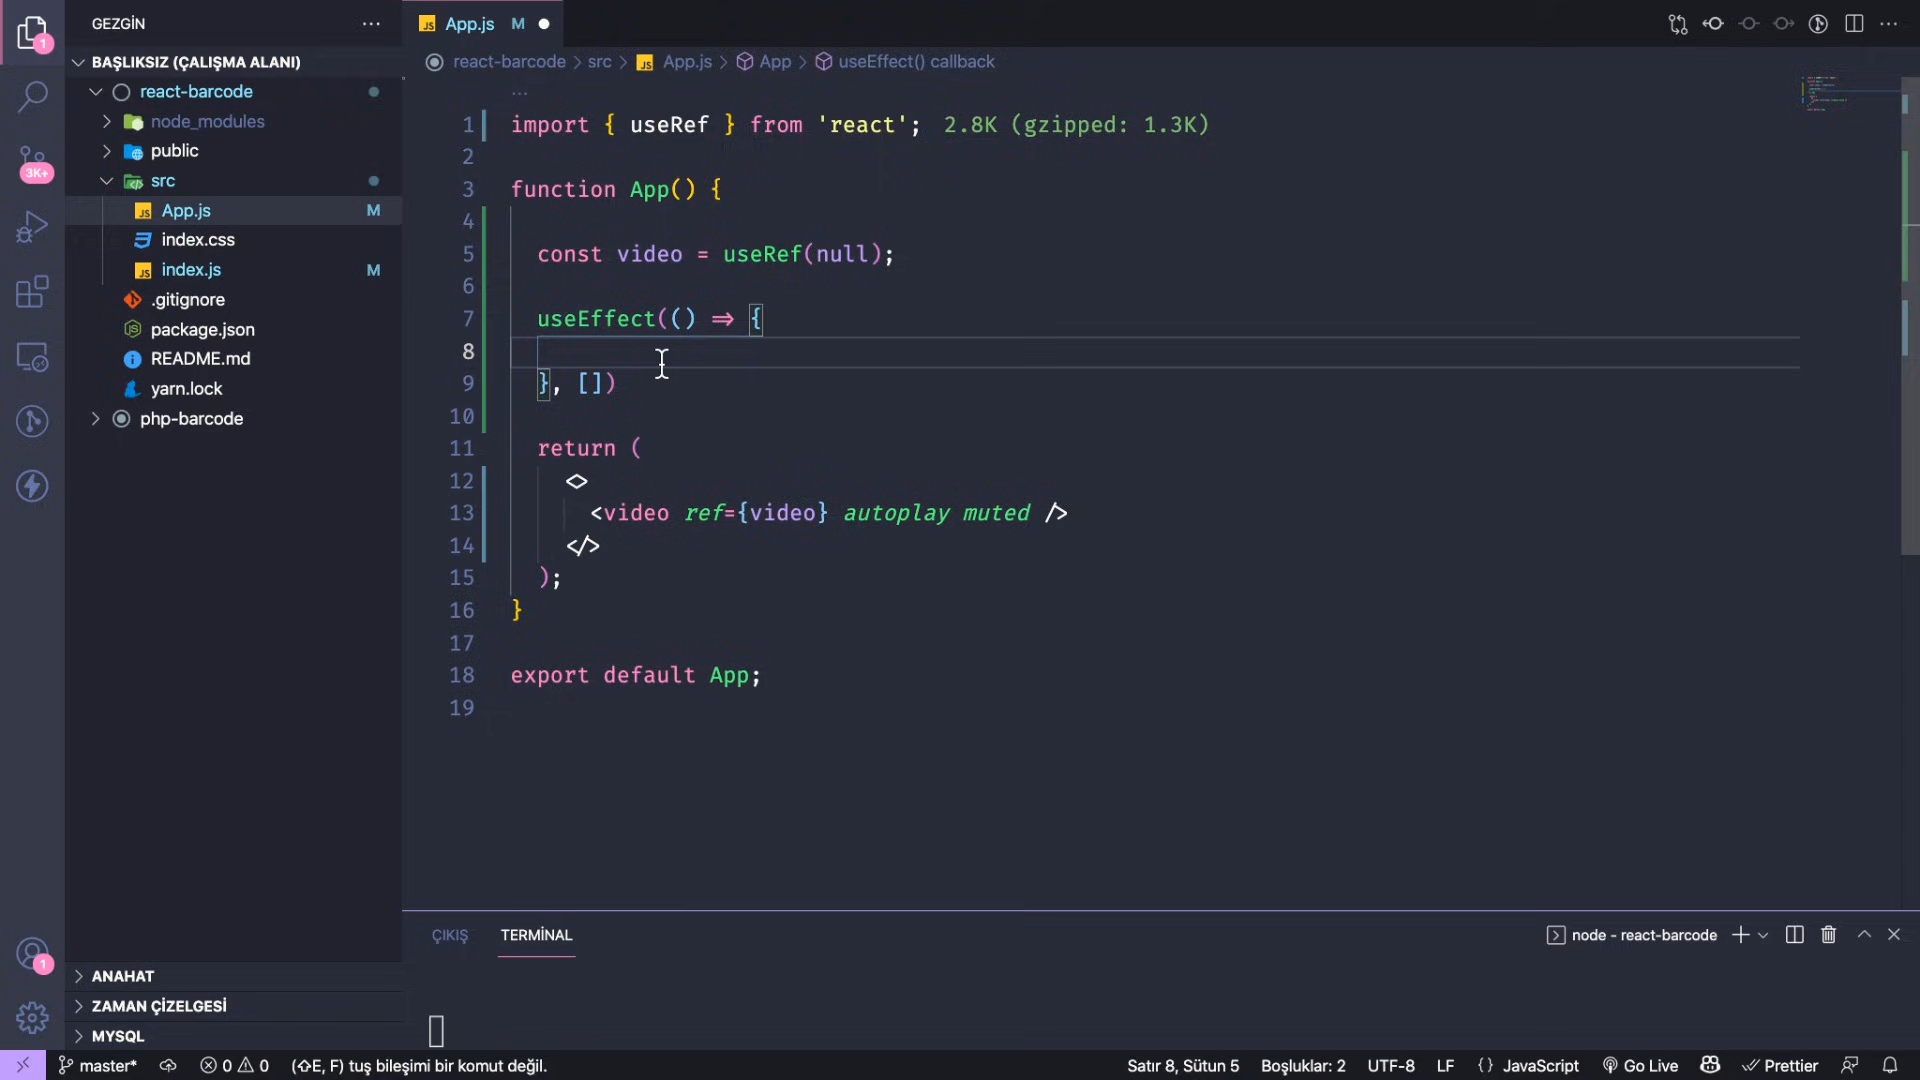 GEZGİN
BAŞLIKSIZ (ÇALIŞMA ALANI)
react-barcode
node_modules
public
src
App.js M
index.css
index.js M
.gitignore
package.json
README.md
yarn.lock
php-barcode
ANAHAT
ZAMAN ÇİZELGESİ
MYSQL
1
3K+
1
JS App.js M
react-barcode > src > JS App.js > App > useEffect() callback
...
1 import { useRef } from 'react'; 2.8K (gzipped: 1.3K)
2
3 function App() {
4
5 const video = useRef(null);
6
7 useEffect(() => {
8
9 }, [])
10
11 return (
12 <>
13 <video ref={video} autoplay muted />
14 </>
15 );
16 }
17
18 export default App;
19
ÇIKIŞ TERMİNAL node - react-barcode
master* 0 0 (⇧E, F) tuş bileşimi bir komut değil. Satır 8, Sütun 5 Boşluklar: 2 UTF-8 LF {} JavaScript Go Live Prettier